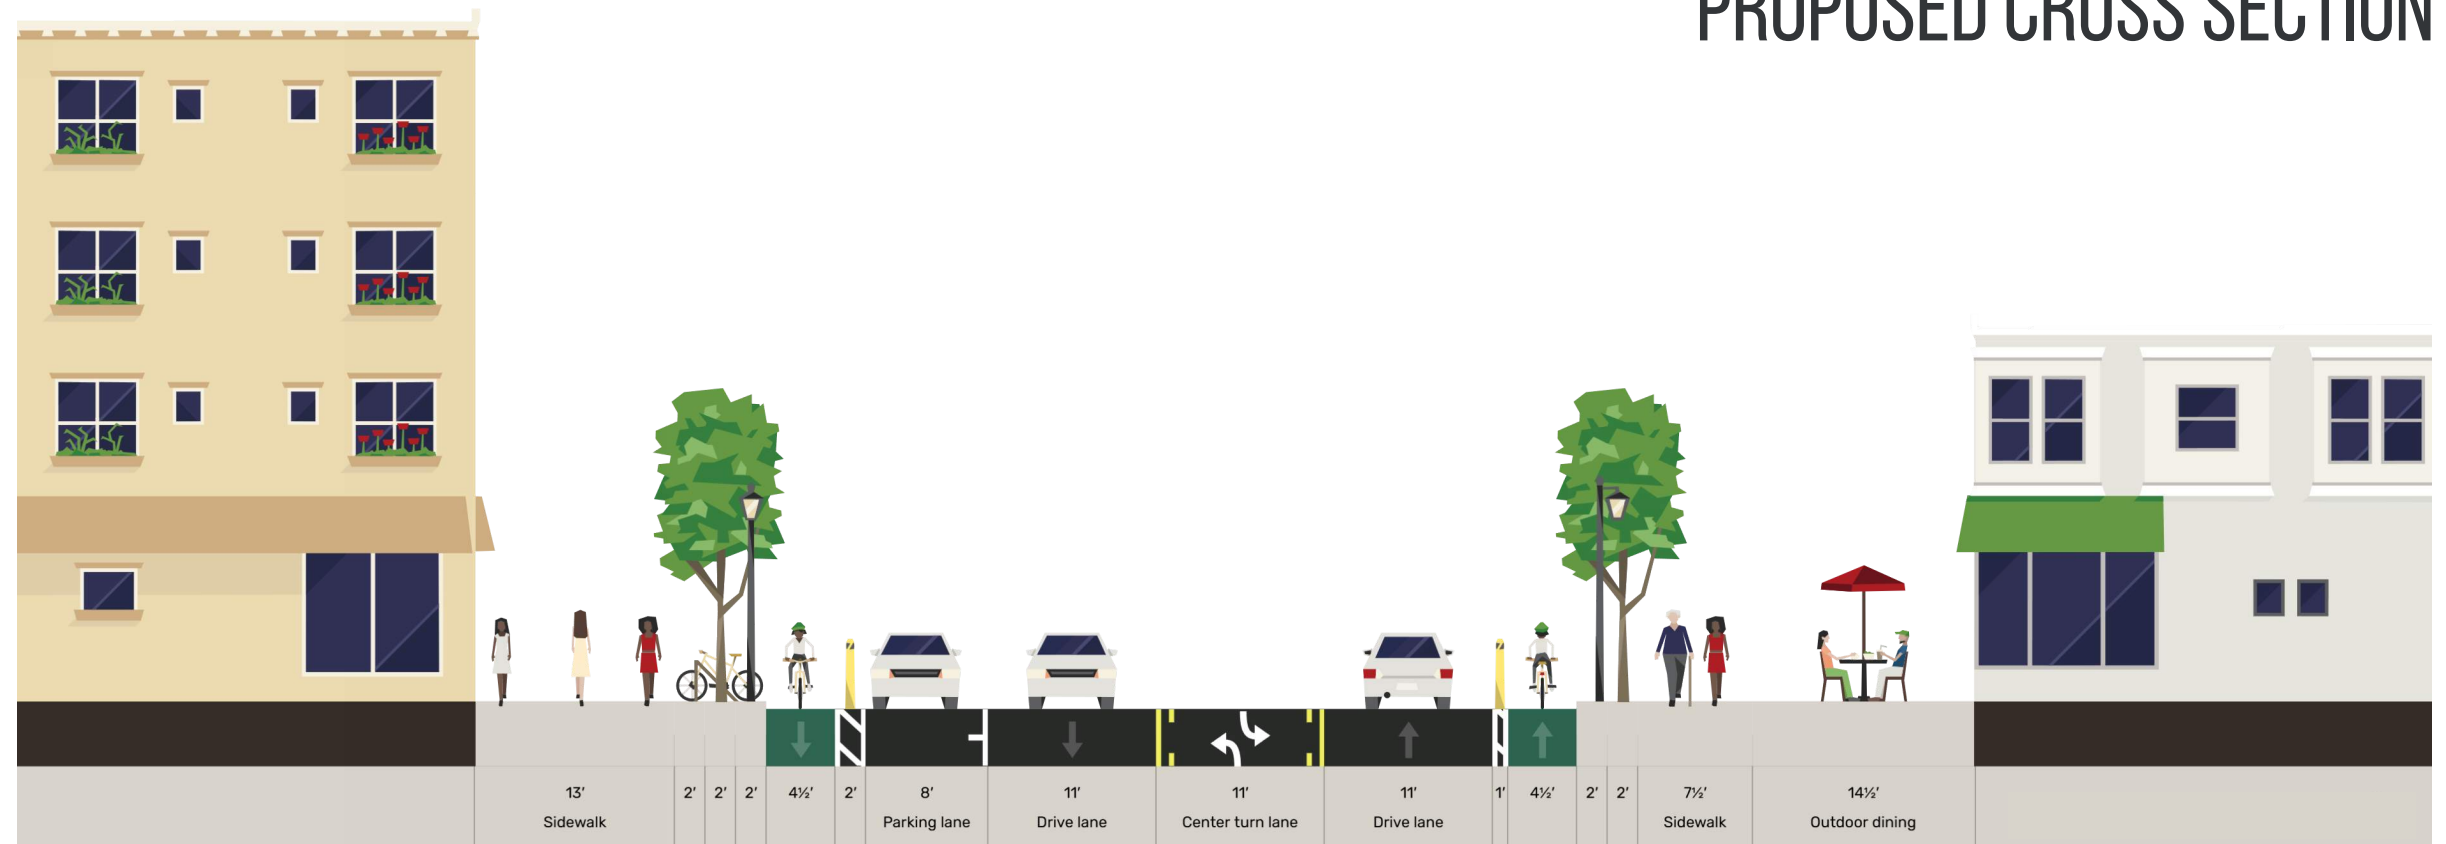 PROPOSED CROSS SECTION
13' 2' 2' 2' 4½' 2' 8' 11' 11' 11' 1' 4½' 2' 2' 7½' 14½'
Sidewalk Parking lane Drive lane Center turn lane Drive lane Sidewalk Outdoor dining